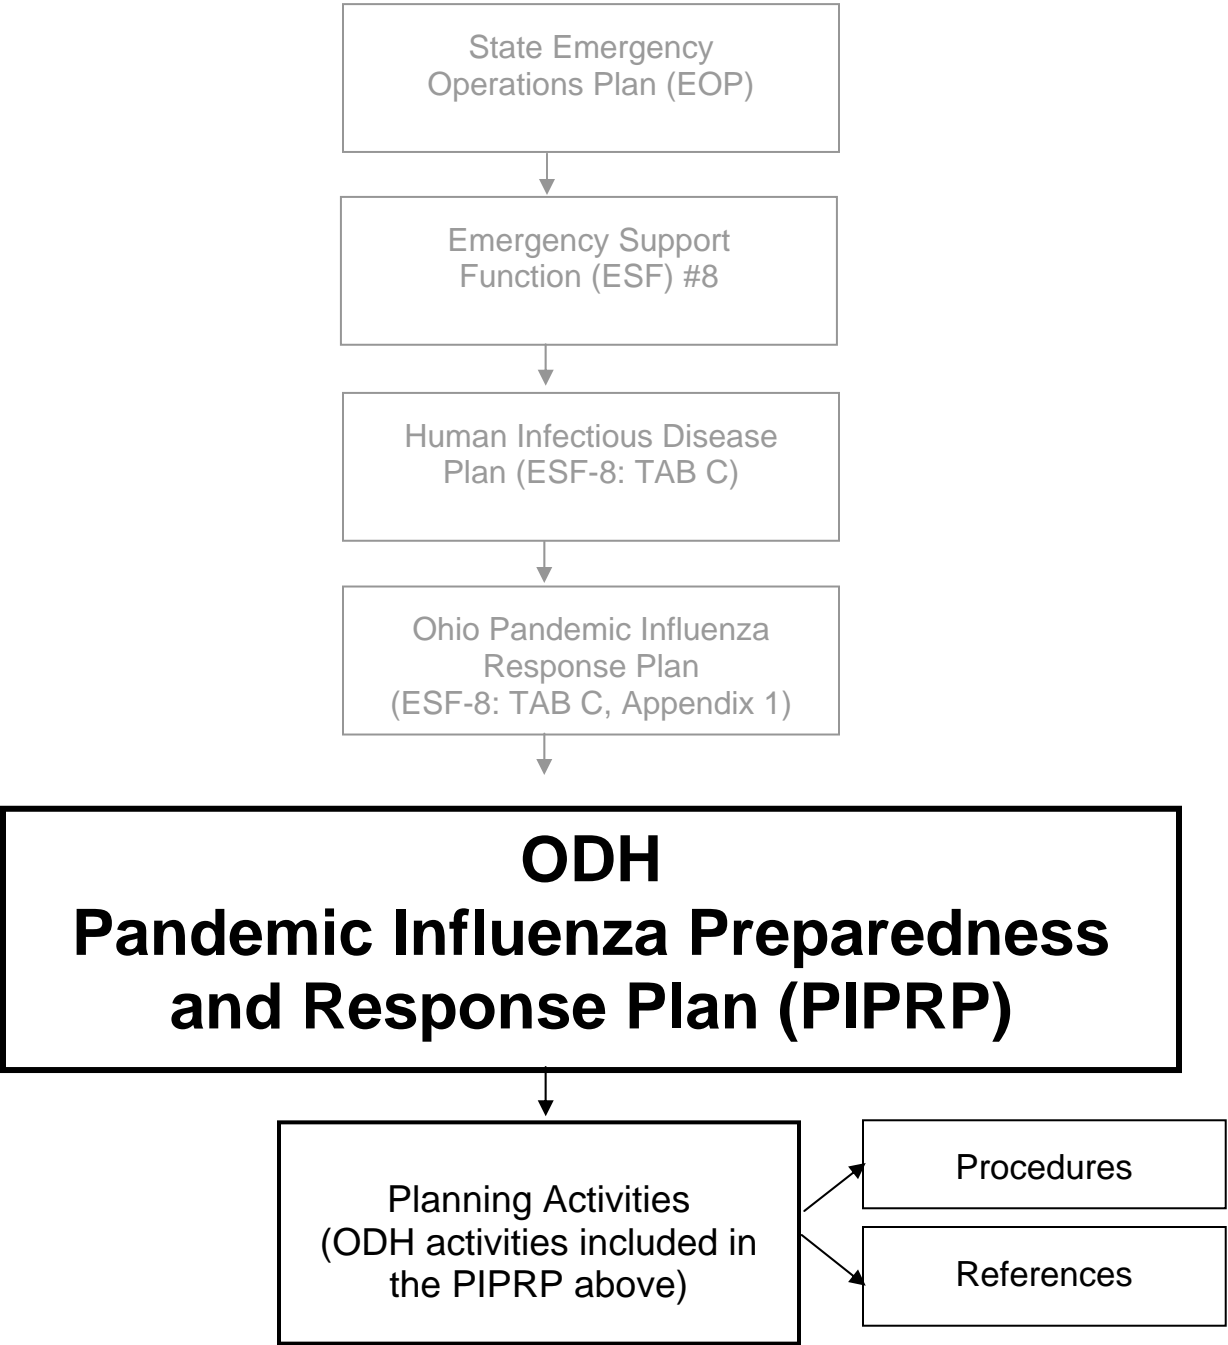 State Emergency
Operations Plan (EOP)
Emergency Support
Function (ESF) #8
Human Infectious Disease
Plan (ESF-8: TAB C)
Ohio Pandemic Influenza
Response Plan
(ESF-8: TAB C, Appendix 1)
ODH
Pandemic Influenza Preparedness
and Response Plan (PIPRP)
Planning Activities
(ODH activities included in
the PIPRP above)
Procedures
References